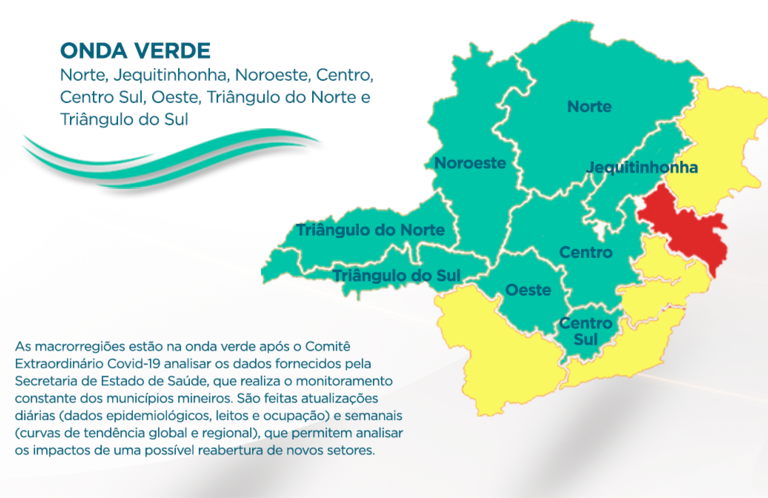 ONDA VERDE
Norte, Jequitinhonha, Noroeste, Centro,
Centro Sul, Oeste, Triângulo do Norte e
Triângulo do Sul
Norte
Jequitinhonha
Noroeste
Triângulo do Norte
Centro
Triângulo do Sul
Oeste
Centro
Sul
As macrorregiões estão na onda verde após o Comitê
Extraordinário Covid-19 analisar os dados fornecidos pela
Secretaria de Estado de Saúde, que realiza o monitoramento
constante dos municípios mineiros. São feitas atualizações
diárias (dados epidemiológicos, leitos e ocupação) e semanais
(curvas de tendência global e regional), que permitem analisar
os impactos de uma possível reabertura de novos setores.